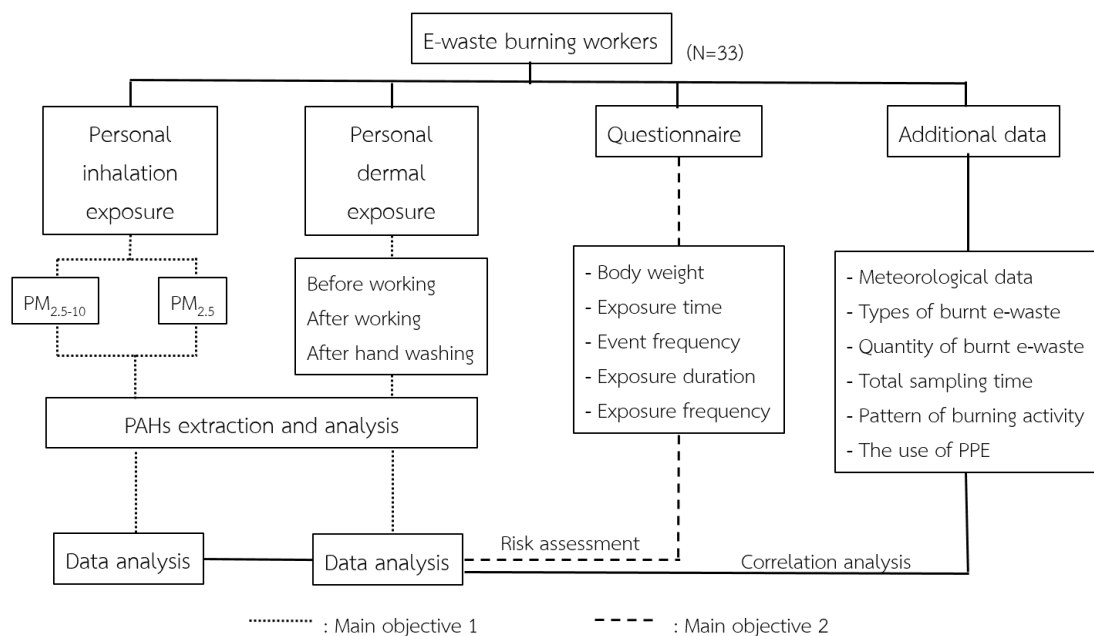 E-waste burning workers
(N=33)
Personal
inhalation
exposure
Personal
dermal
exposure
Questionnaire
Additional data
PM2.5-10
PM2.5
Before working
After working
After hand washing
- Body weight
- Exposure time
- Event frequency
- Exposure duration
- Exposure frequency
- Meteorological data
- Types of burnt e-waste
- Quantity of burnt e-waste
- Total sampling time
- Pattern of burning activity
- The use of PPE
PAHs extraction and analysis
Data analysis
Data analysis
Risk assessment
Correlation analysis
: Main objective 1
: Main objective 2